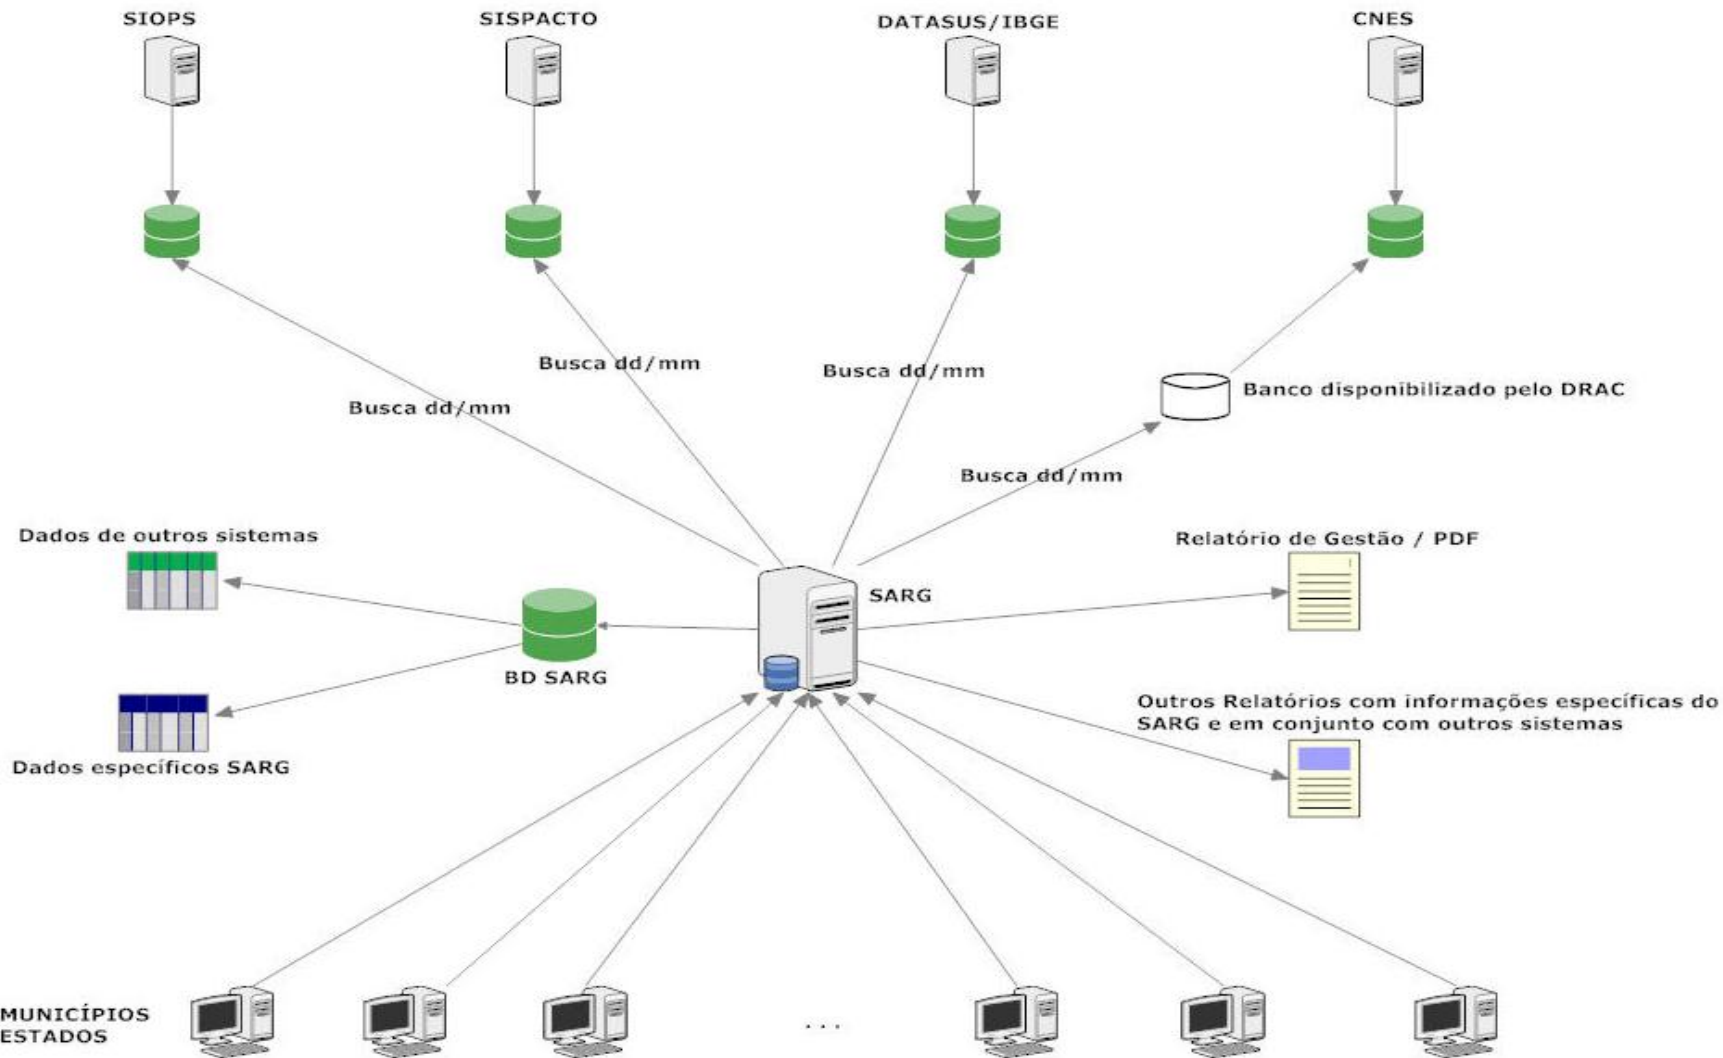 SIOPS
SISPACTO
DATASUS/IBGE
CNES
Busca dd/mm
Busca dd/mm
Busca dd/mm
Banco disponibilizado pelo DRAC
Busca dd/mm
Dados de outros sistemas
Relatório de Gestão / PDF
SARG
BD SARG
Outros Relatórios com informações específicas do
SARG e em conjunto com outros sistemas
Dados específicos SARG
MUNICÍPIOS
ESTADOS
...